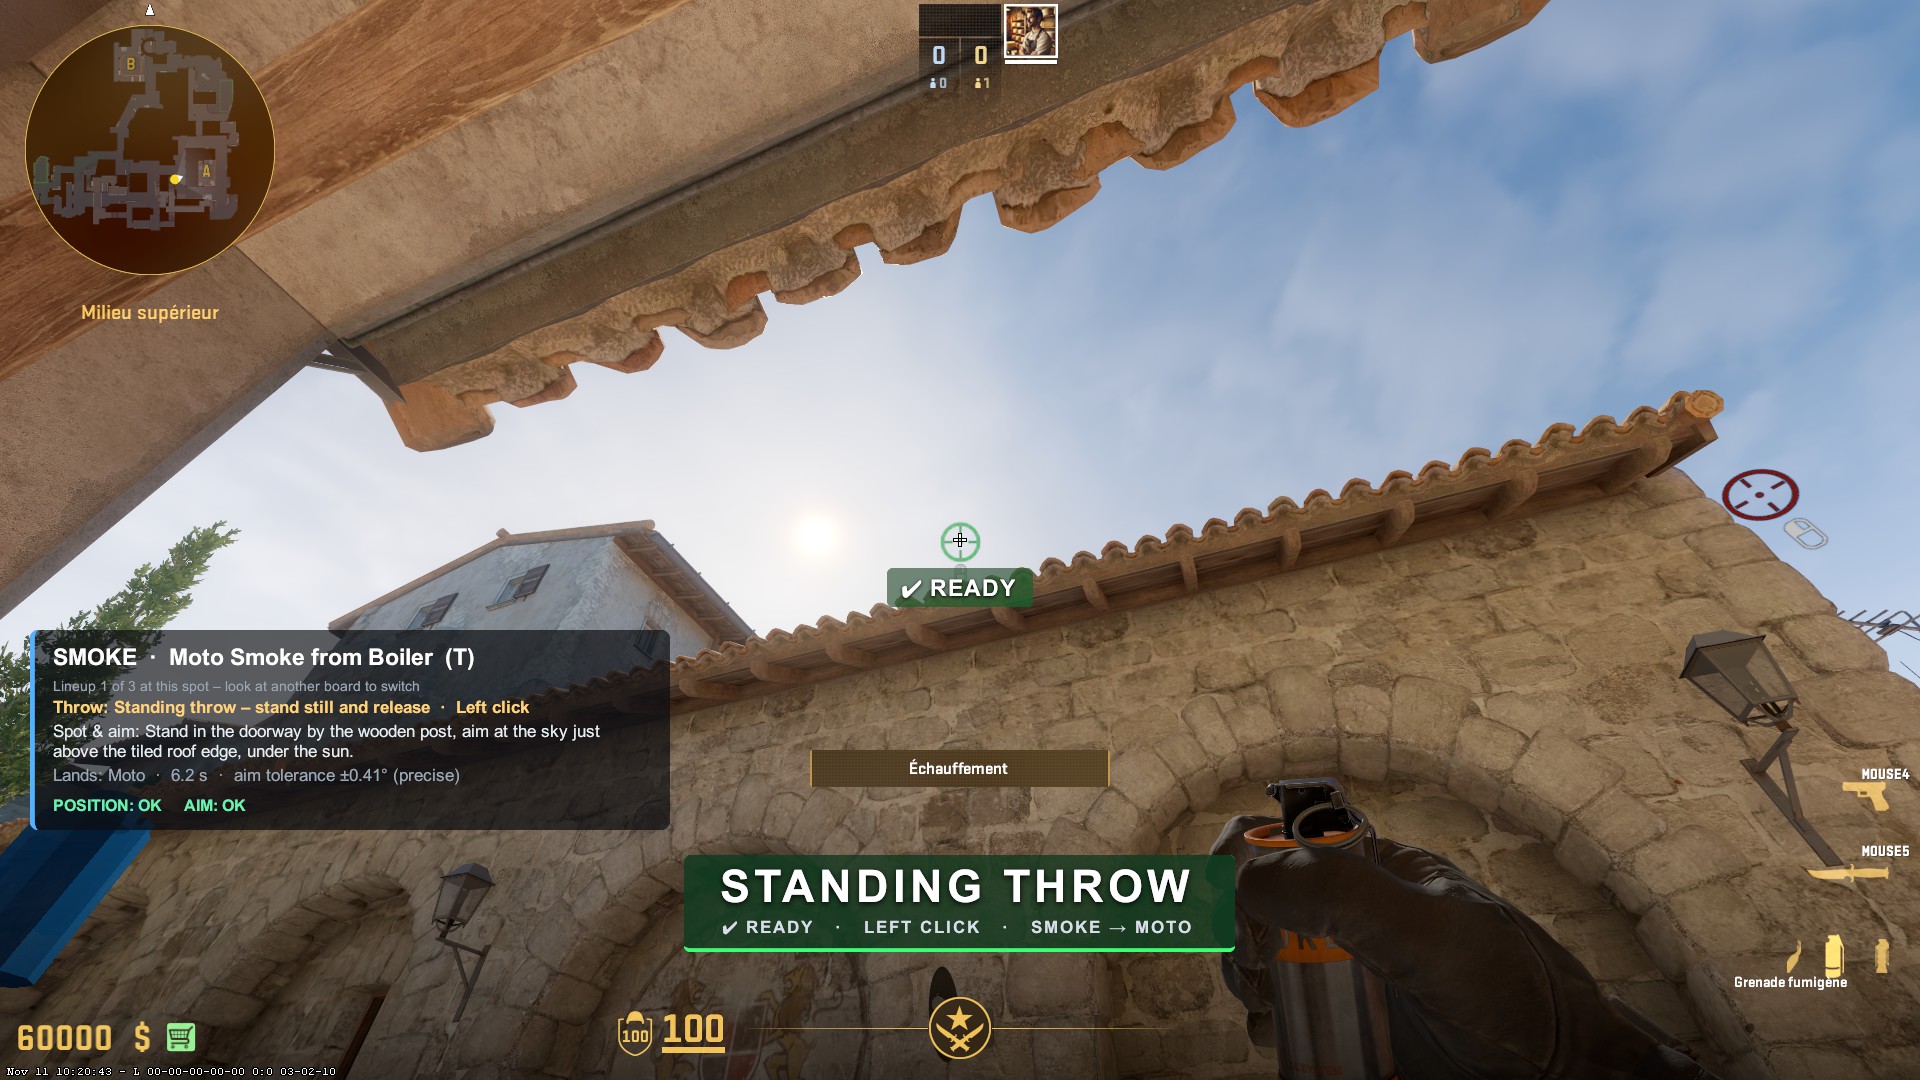 B
A
0
0
0
1
Milieu supérieur
✔ READY
SMOKE · Moto Smoke from Boiler (T)
Lineup 1 of 3 at this spot – look at another board to switch
Throw: Standing throw – stand still and release · Left click
Spot & aim: Stand in the doorway by the wooden post, aim at the sky just
above the tiled roof edge, under the sun.
Lands: Moto · 6.2 s · aim tolerance ±0.41° (precise)
POSITION: OK AIM: OK
Échauffement
MOUSE4
MOUSE5
STANDING THROW
✔ READY · LEFT CLICK · SMOKE → MOTO
Grenade fumigène
60000 $
100
100
Nov 11 10:20:43 - L 00-00-00-00-00 0:0 03-02-10